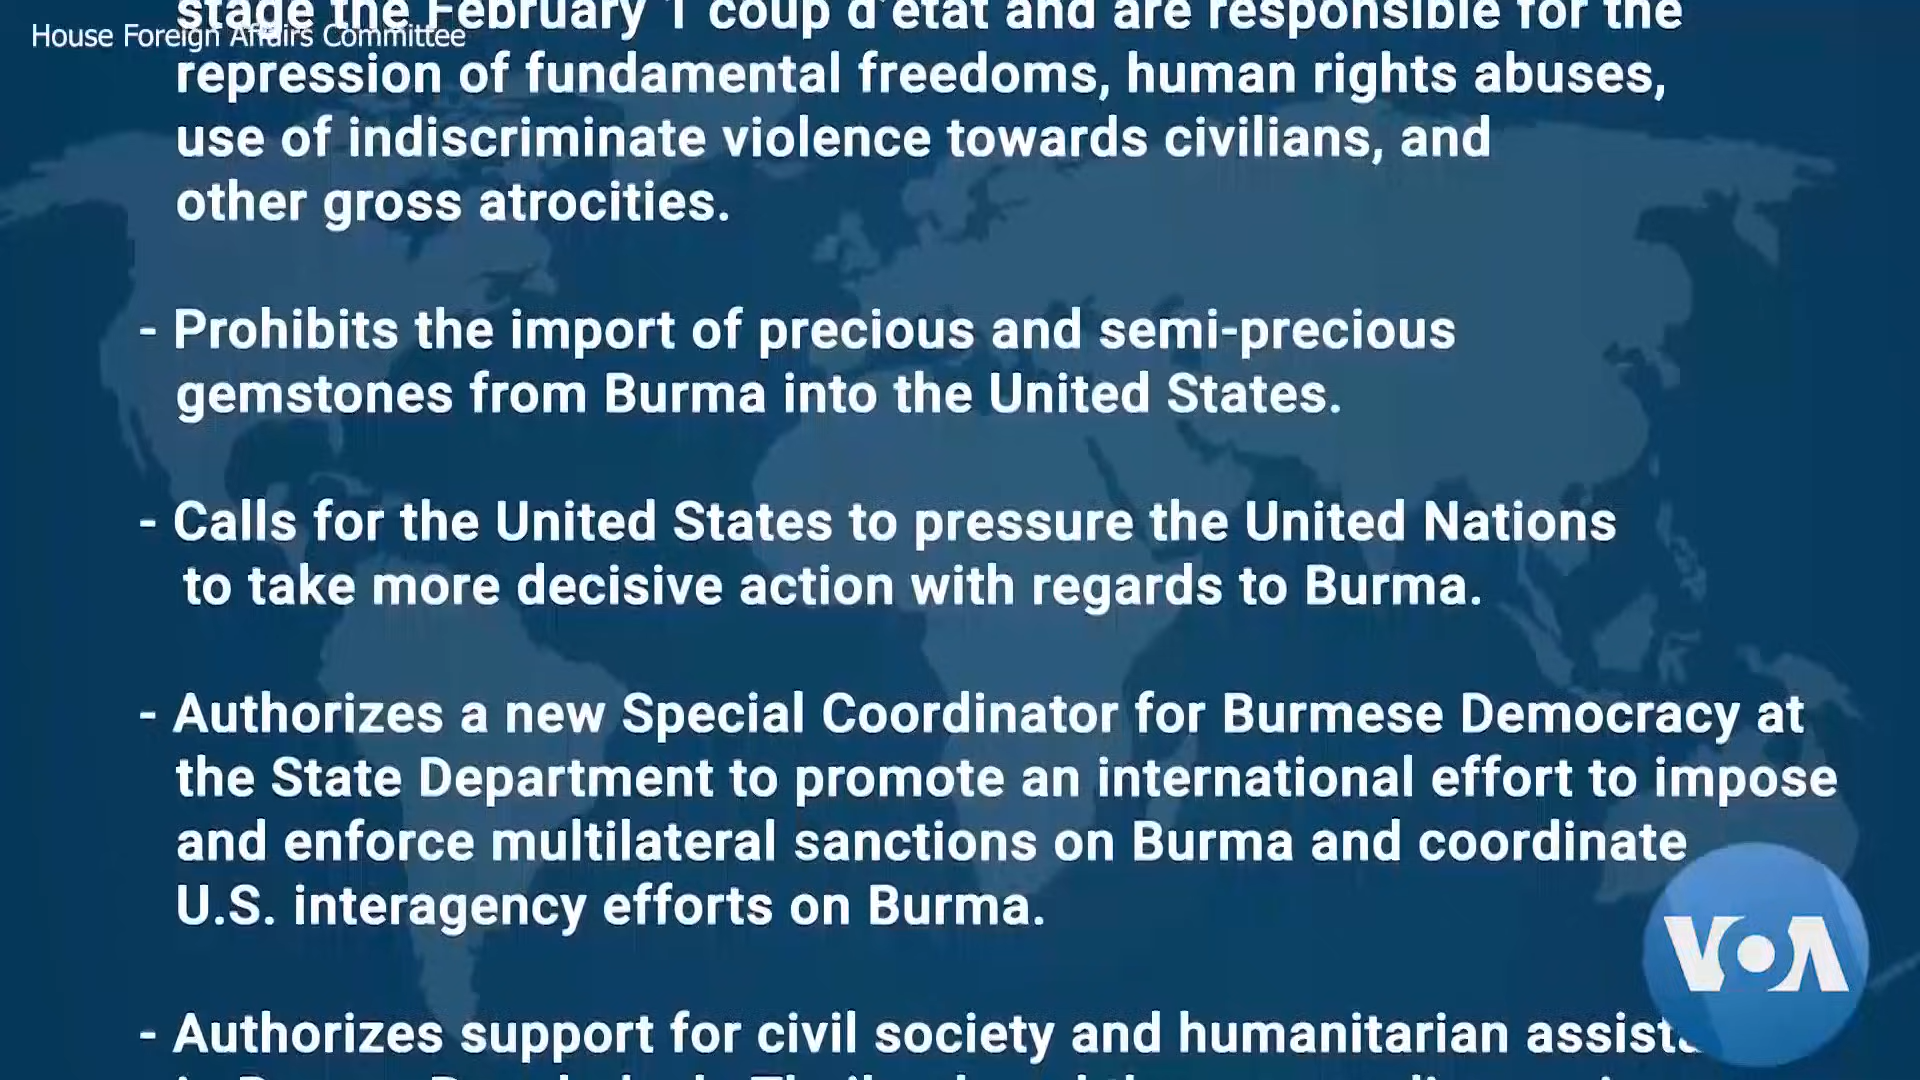 stage the February 1 coup d'état and are responsible for the
House Foreign Affairs Committee
repression of fundamental freedoms, human rights abuses,
use of indiscriminate violence towards civilians, and
other gross atrocities.
- Prohibits the import of precious and semi-precious
gemstones from Burma into the United States.
- Calls for the United States to pressure the United Nations
to take more decisive action with regards to Burma.
- Authorizes a new Special Coordinator for Burmese Democracy at
the State Department to promote an international effort to impose
and enforce multilateral sanctions on Burma and coordinate
U.S. interagency efforts on Burma.
VOA
- Authorizes support for civil society and humanitarian